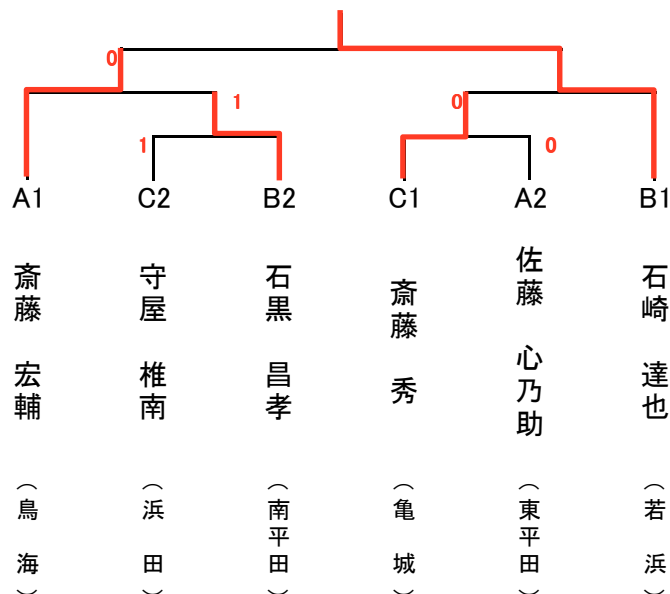 0
1
0
1
0
A1 C2 B2 C1 A2 B1
斎藤 宏輔
(鳥海)
守屋 椎南
(浜田)
石黒 昌孝
(南平田)
斎藤 秀
(亀城)
佐藤 心乃助
(東平田)
石崎 達也
(若浜)